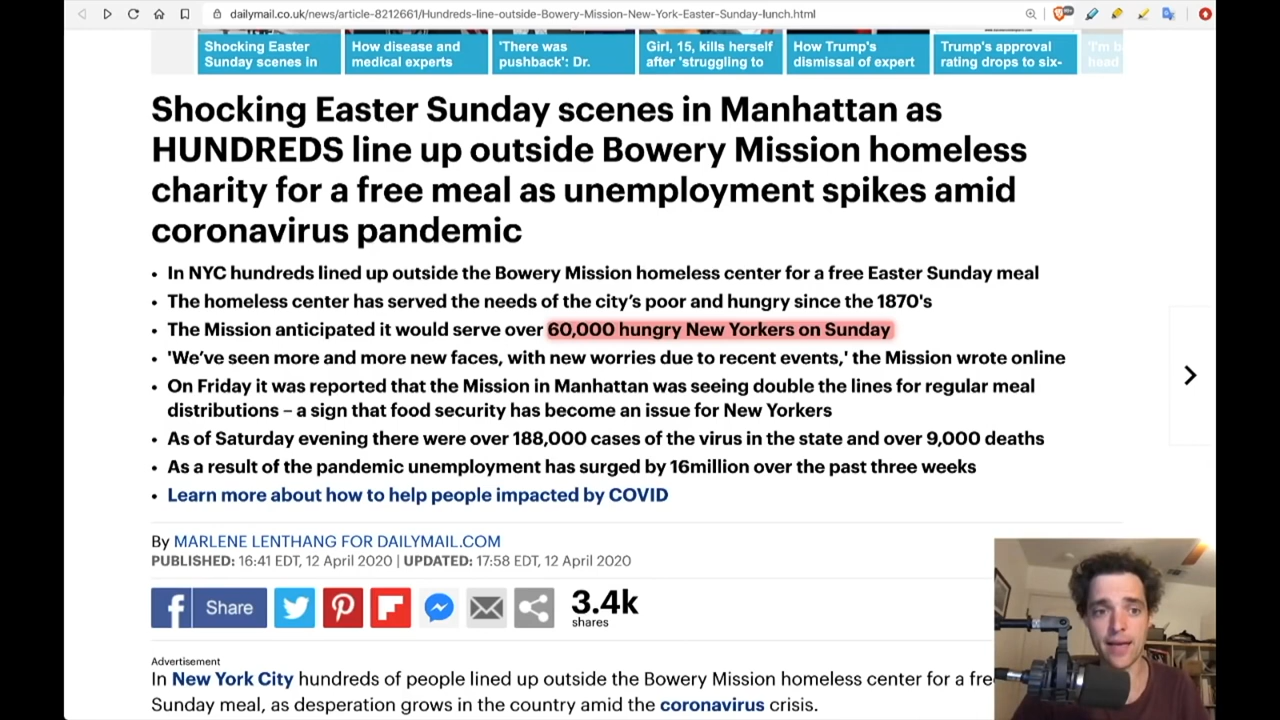 dailymail.co.uk/news/article-8212661/Hundreds-line-outside-Bowery-Mission-New-York-Easter-Sunday-lunch.html
Shocking Easter
Sunday scenes in
How disease and
medical experts
'There was
pushback': Dr.
Girl, 15, kills herself
after 'struggling to
How Trump's
dismissal of expert
Trump's approval
rating drops to six-
'I'm b
head
Shocking Easter Sunday scenes in Manhattan as
HUNDREDS line up outside Bowery Mission homeless
charity for a free meal as unemployment spikes amid
coronavirus pandemic
• In NYC hundreds lined up outside the Bowery Mission homeless center for a free Easter Sunday meal
• The homeless center has served the needs of the city's poor and hungry since the 1870's
• The Mission anticipated it would serve over 60,000 hungry New Yorkers on Sunday
• 'We've seen more and more new faces, with new worries due to recent events,' the Mission wrote online
• On Friday it was reported that the Mission in Manhattan was seeing double the lines for regular meal
distributions – a sign that food security has become an issue for New Yorkers
• As of Saturday evening there were over 188,000 cases of the virus in the state and over 9,000 deaths
• As a result of the pandemic unemployment has surged by 16million over the past three weeks
• Learn more about how to help people impacted by COVID
By MARLENE LENTHANG FOR DAILYMAIL.COM
PUBLISHED: 16:41 EDT, 12 April 2020 | UPDATED: 17:58 EDT, 12 April 2020
f Share
3.4k
shares
Advertisement
In New York City hundreds of people lined up outside the Bowery Mission homeless center for a fre
Sunday meal, as desperation grows in the country amid the coronavirus crisis.